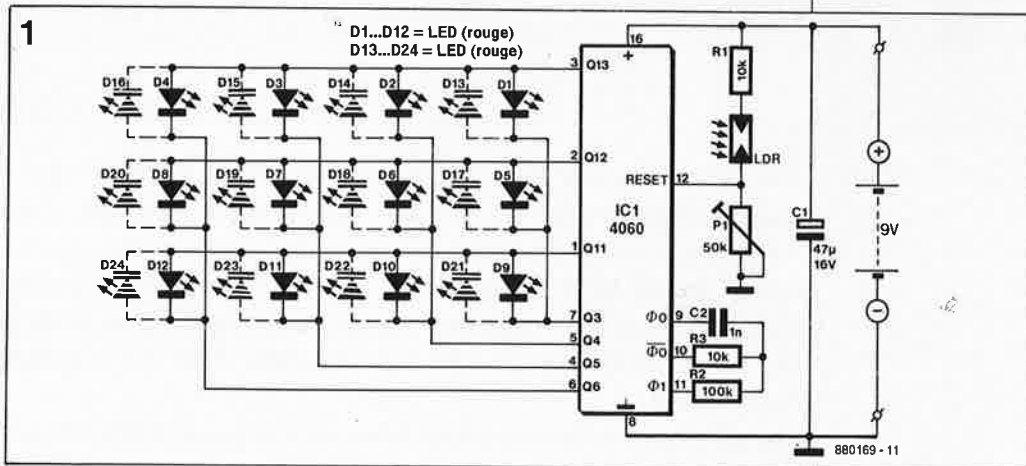 1
D1...D12 = LED (rouge)
D13...D24 = LED (rouge)
D16 D4 D15 D3 D14 D2 D13 D1
D20 D8 D19 D7 D18 D6 D17 D5
D24 D12 D23 D11 D22 D10 D21 D9
3 Q13
2 Q12
1 Q11
7 Q3
5 Q4
4 Q5
6 Q6
16
+
RESET 12
IC1
4060
Φ0 9
Φ0 10
Φ1 11
8
R1
10k
LDR
P1
50k
C2
1n
R3
10k
R2
100k
C1
47µ
16V
+
9V
−
880169 - 11